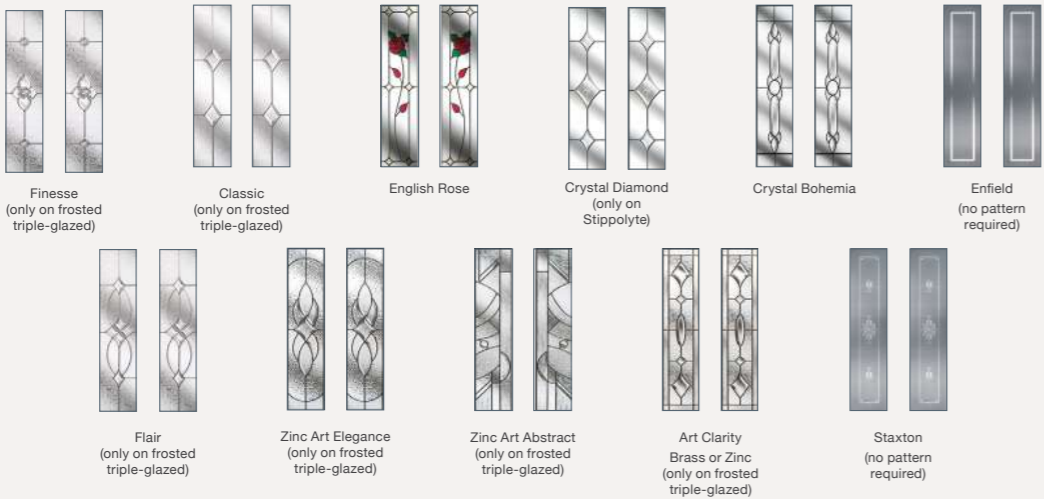 Finesse
(only on frosted
triple-glazed)
Classic
(only on frosted
triple-glazed)
English Rose
Crystal Diamond
(only on
Stippolyte)
Crystal Bohemia
Enfield
(no pattern
required)
Flair
(only on frosted
triple-glazed)
Zinc Art Elegance
(only on frosted
triple-glazed)
Zinc Art Abstract
(only on frosted
triple-glazed)
Art Clarity
Brass or Zinc
(only on frosted
triple-glazed)
Staxton
(no pattern
required)